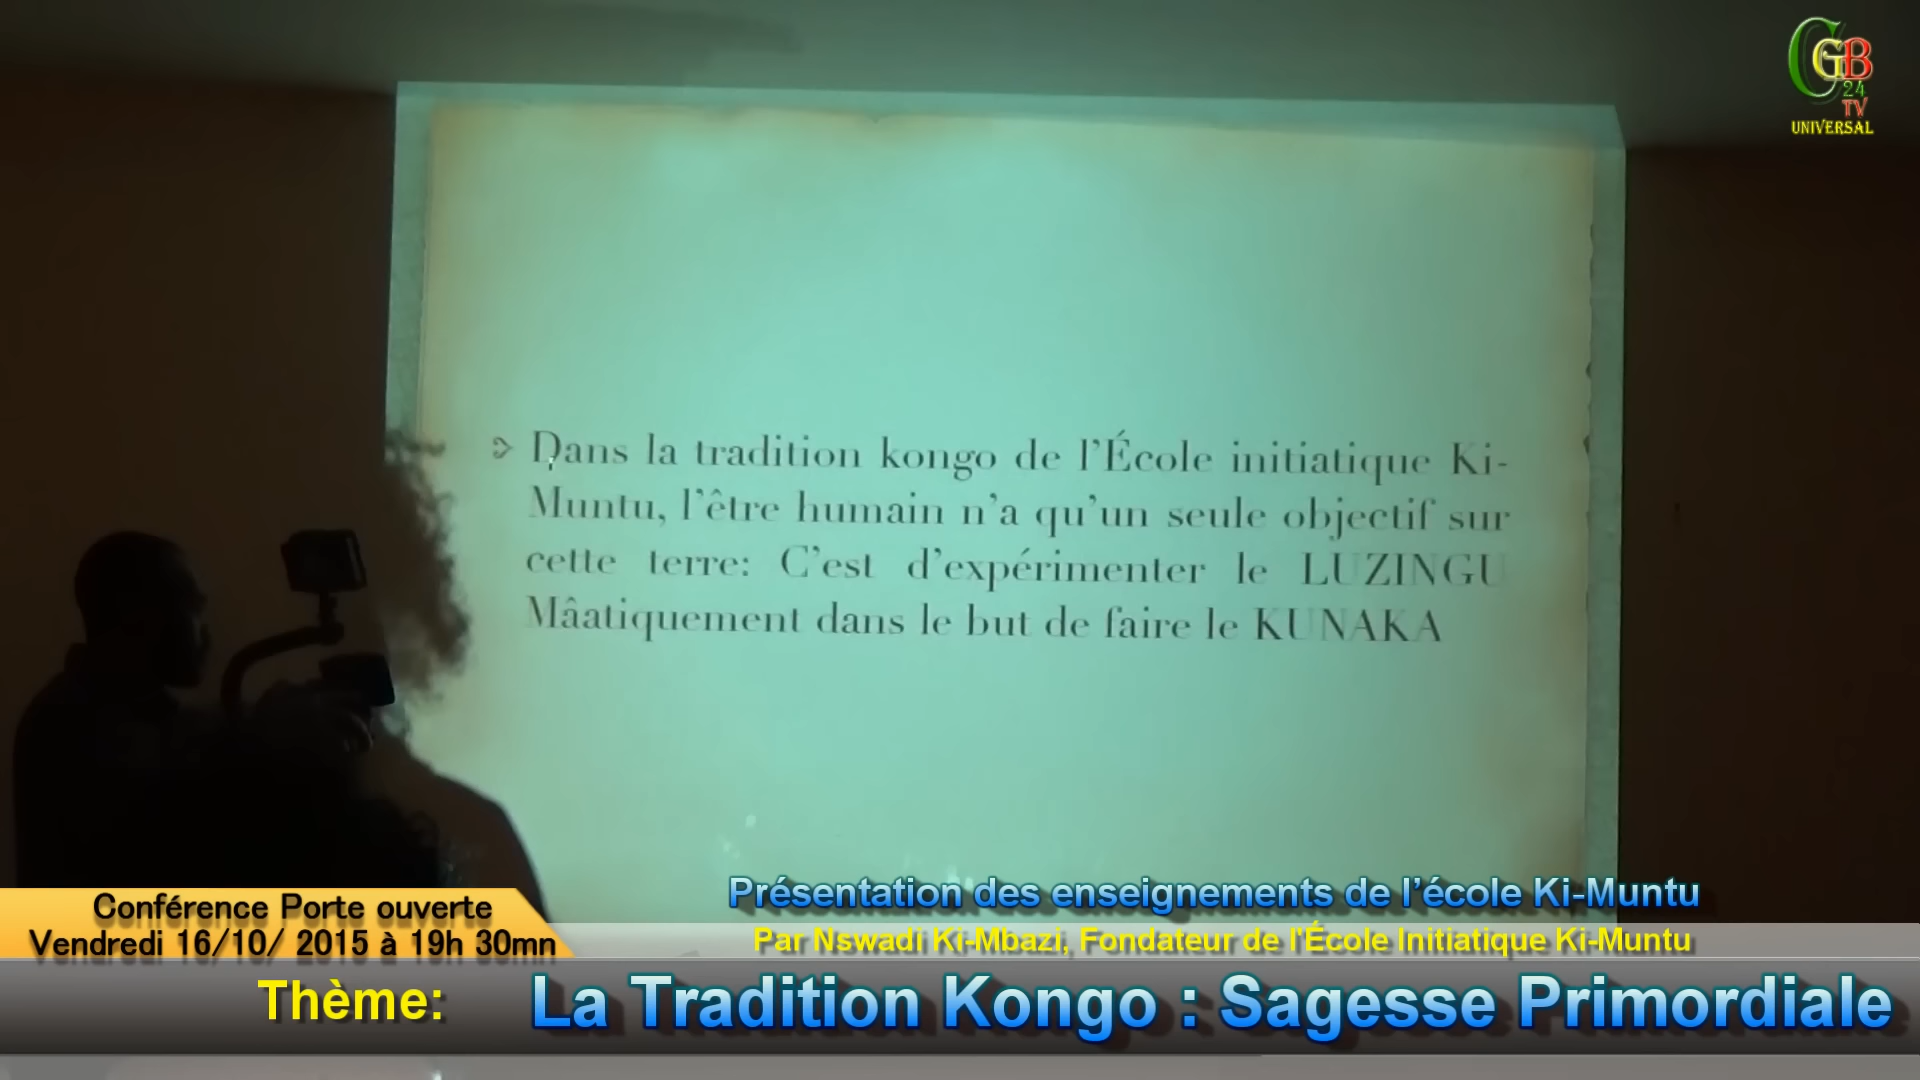 CGB
24
TV
UNIVERSAL
Dans la tradition kongo de l'École initiatique Ki-
Muntu, l'être humain n'a qu'un seule objectif sur
cette terre: C'est d'expérimenter le LUZINGU
Mâatiquement dans le but de faire le KUNAKA
Conférence Porte ouverte
Vendredi 16/10/ 2015 à 19h 30mn
Présentation des enseignements de l'école Ki-Muntu
Par Nswadi Ki-Mbazi, Fondateur de l'École Initiatique Ki-Muntu
Thème: La Tradition Kongo : Sagesse Primordiale